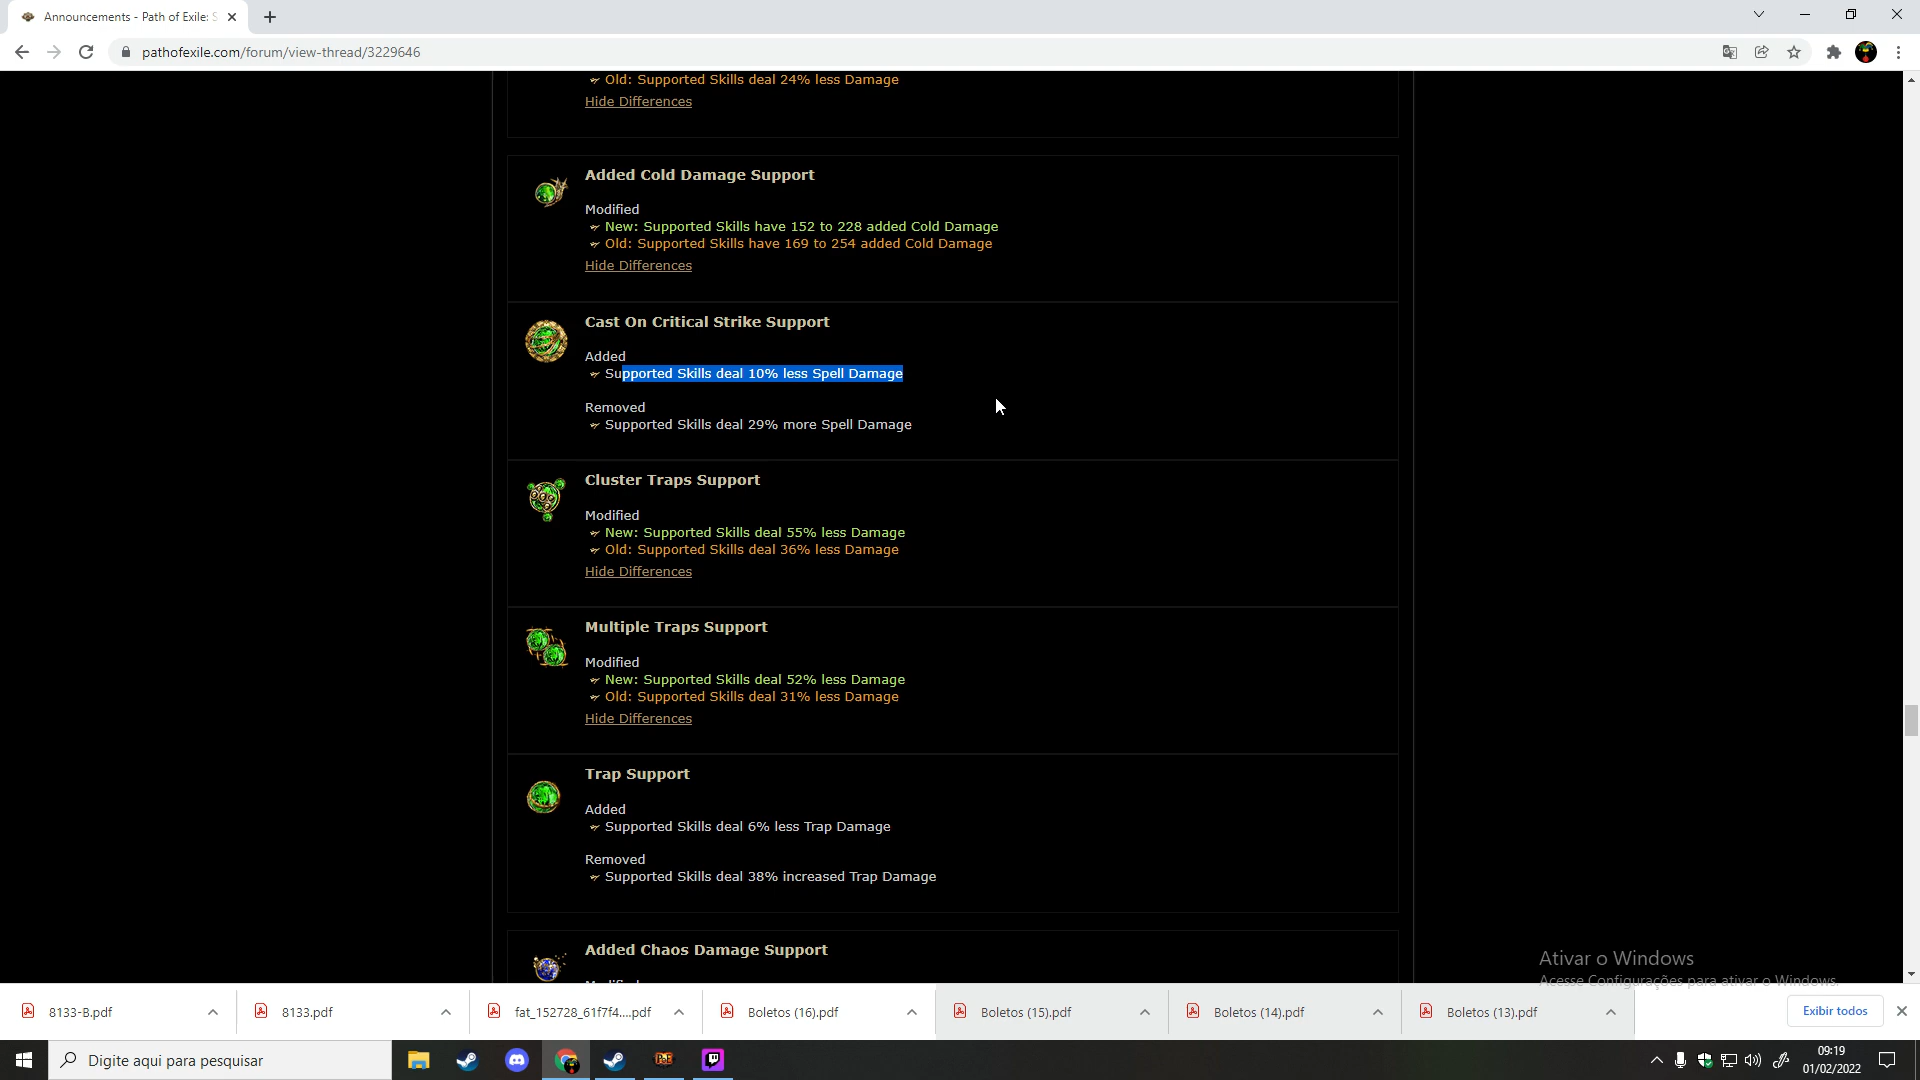 Announcements - Path of Exile: S
pathofexile.com/forum/view-thread/3229646
Old: Supported Skills deal 24% less Damage
Hide Differences
Added Cold Damage Support
Modified
New: Supported Skills have 152 to 228 added Cold Damage
Old: Supported Skills have 169 to 254 added Cold Damage
Hide Differences
Cast On Critical Strike Support
Added
Supported Skills deal 10% less Spell Damage
Removed
Supported Skills deal 29% more Spell Damage
Cluster Traps Support
Modified
New: Supported Skills deal 55% less Damage
Old: Supported Skills deal 36% less Damage
Hide Differences
Multiple Traps Support
Modified
New: Supported Skills deal 52% less Damage
Old: Supported Skills deal 31% less Damage
Hide Differences
Trap Support
Added
Supported Skills deal 6% less Trap Damage
Removed
Supported Skills deal 38% increased Trap Damage
Added Chaos Damage Support
Modified
Ativar o Windows
Acesse Configurações para ativar o Windows.
8133-B.pdf
8133.pdf
fat_152728_61f7f4....pdf
Boletos (16).pdf
Boletos (15).pdf
Boletos (14).pdf
Boletos (13).pdf
Exibir todos
Digite aqui para pesquisar
PoE
09:19
01/02/2022